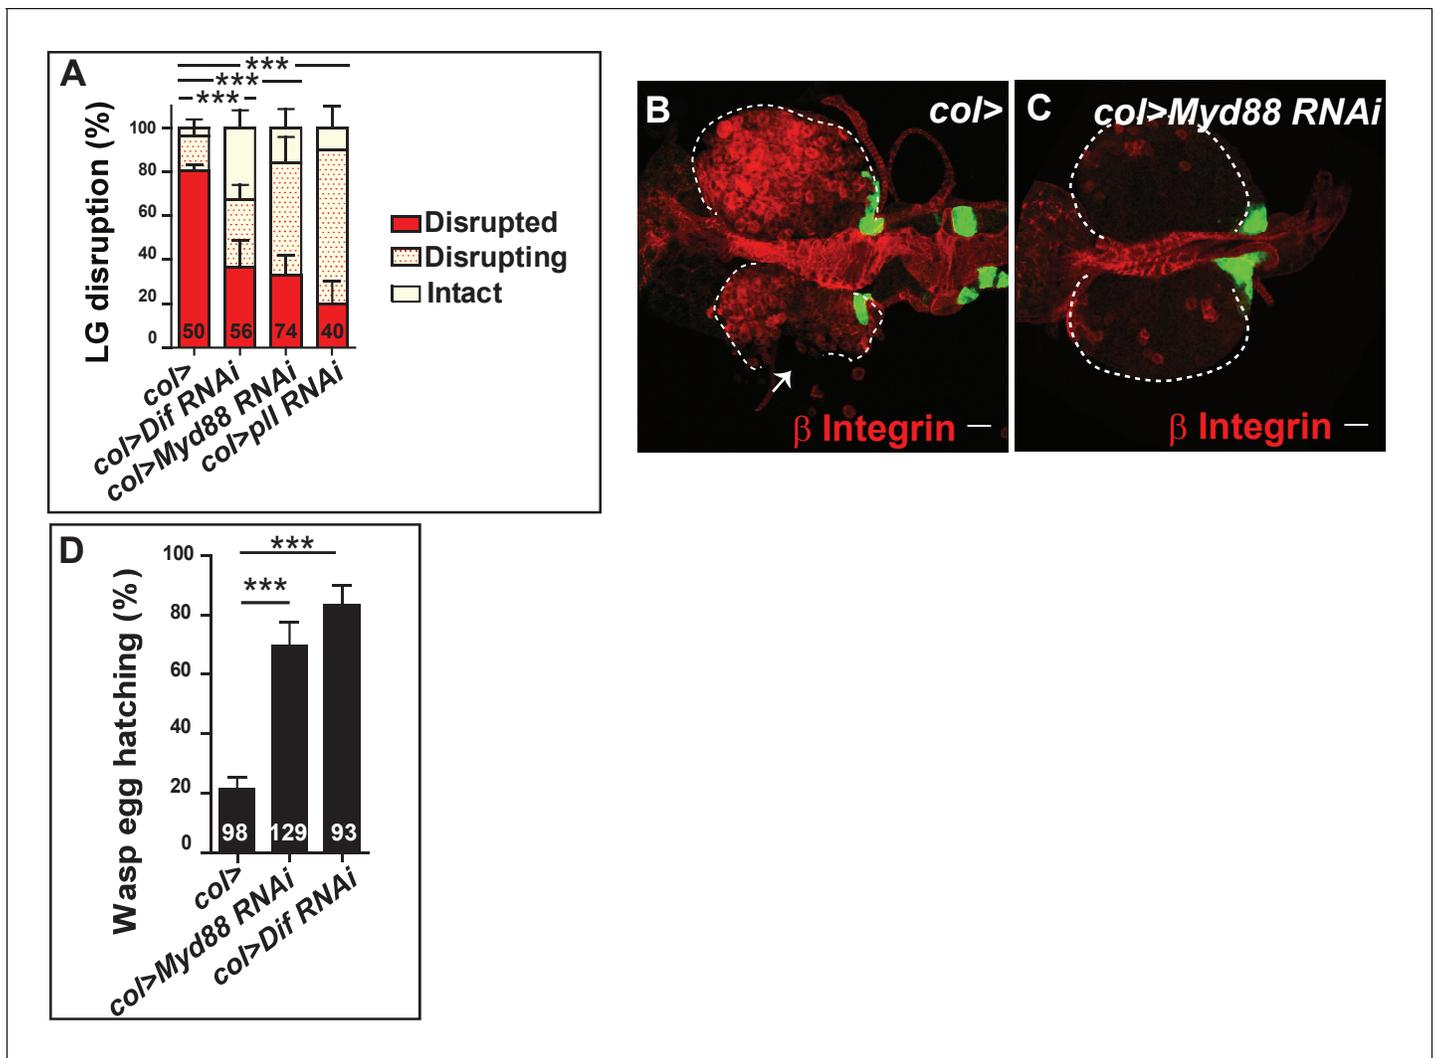 A
***
***
***
LG disruption (%)
100
80
60
40
20
0
50
56
74
40
col>
col>Dif RNAi
col>Myd88 RNAi
col>pll RNAi
Disrupted
Disrupting
Intact
B
col>
β Integrin
C
col>Myd88 RNAi
β Integrin
D
***
***
Wasp egg hatching (%)
100
80
60
40
20
0
98
129
93
col>
col>Myd88 RNAi
col>Dif RNAi